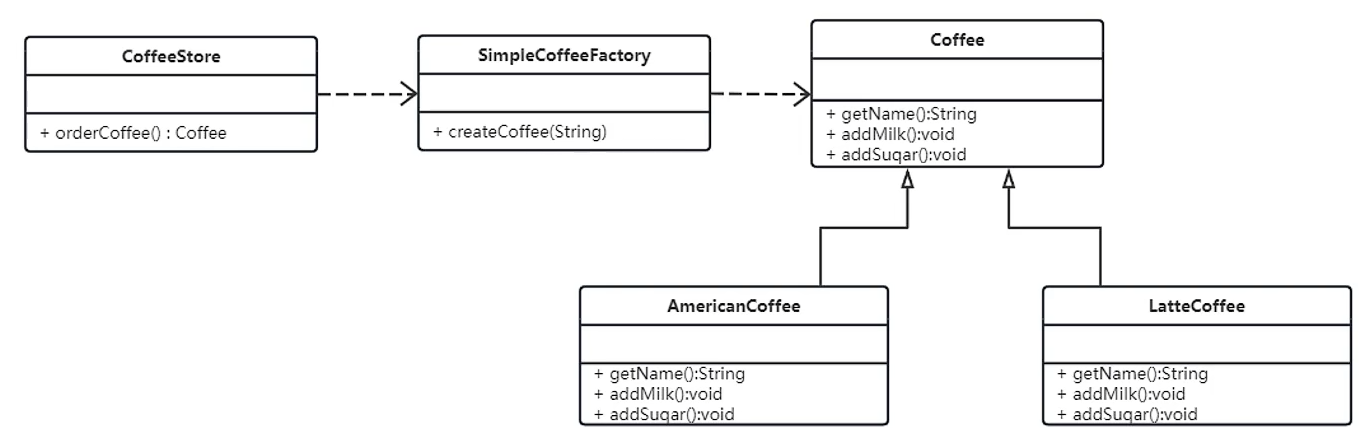 CoffeeStore
+ orderCoffee() : Coffee
SimpleCoffeeFactory
+ createCoffee(String)
Coffee
+ getName():String
+ addMilk():void
+ addSugar():void
AmericanCoffee
+ getName():String
+ addMilk():void
+ addSugar():void
LatteCoffee
+ getName():String
+ addMilk():void
+ addSugar():void